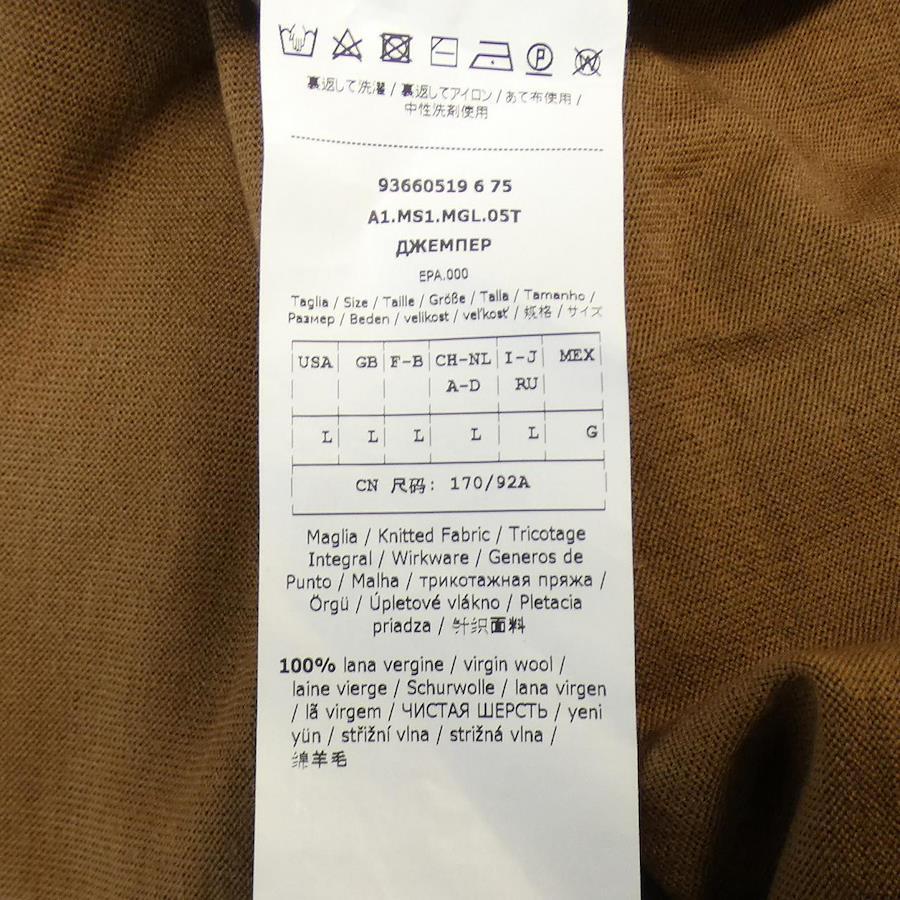 裏返して洗濯 / 裏返してアイロン / あて布使用 /
中性洗剤使用
93660519 6 75
A1.MS1.MGL.05T
ДЖЕМПЕР
EPA.000
Taglia / Size / Taille / Größe / Talla / Tamanho /
Размер / Beden / velikost / veľkosť / 规格 / サイズ
USA GB F-B CH-NL I-J MEX
A-D RU
L L L L L G
CN 尺码: 170/92A
Maglia / Knitted Fabric / Tricotage
Integral / Wirkware / Generos de
Punto / Malha / трикотажная пряжа /
Örgü / Úpletové vlákno / Pletacia
priadza / 针织面料
100% lana vergine / virgin wool /
laine vierge / Schurwolle / lana virgen
/ lã virgem / ЧИСТАЯ ШЕРСТЬ / yeni
yün / střižní vlna / strižná vlna /
绵羊毛